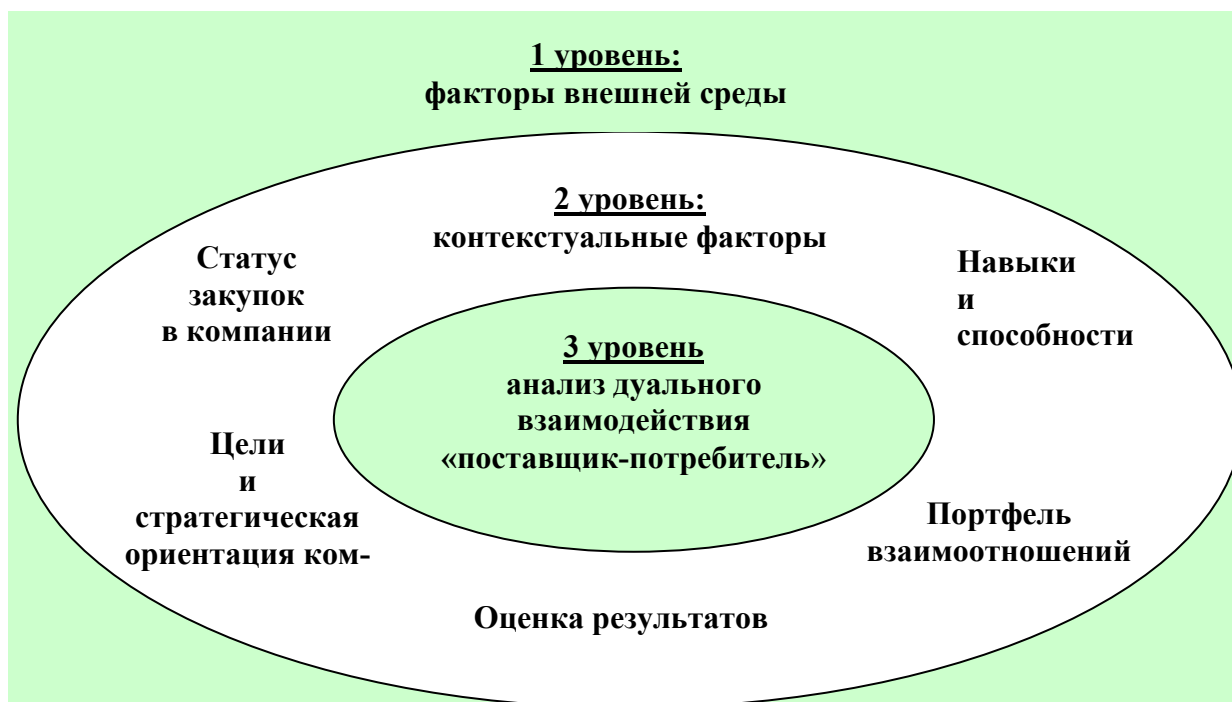 1 уровень:
факторы внешней среды
2 уровень:
контекстуальные факторы
Статус
закупок
в компании
Навыки
и
способности
3 уровень
анализ дуального
взаимодействия
«поставщик-потребитель»
Цели
и
стратегическая
ориентация ком-
Портфель
взаимоотношений
Оценка результатов